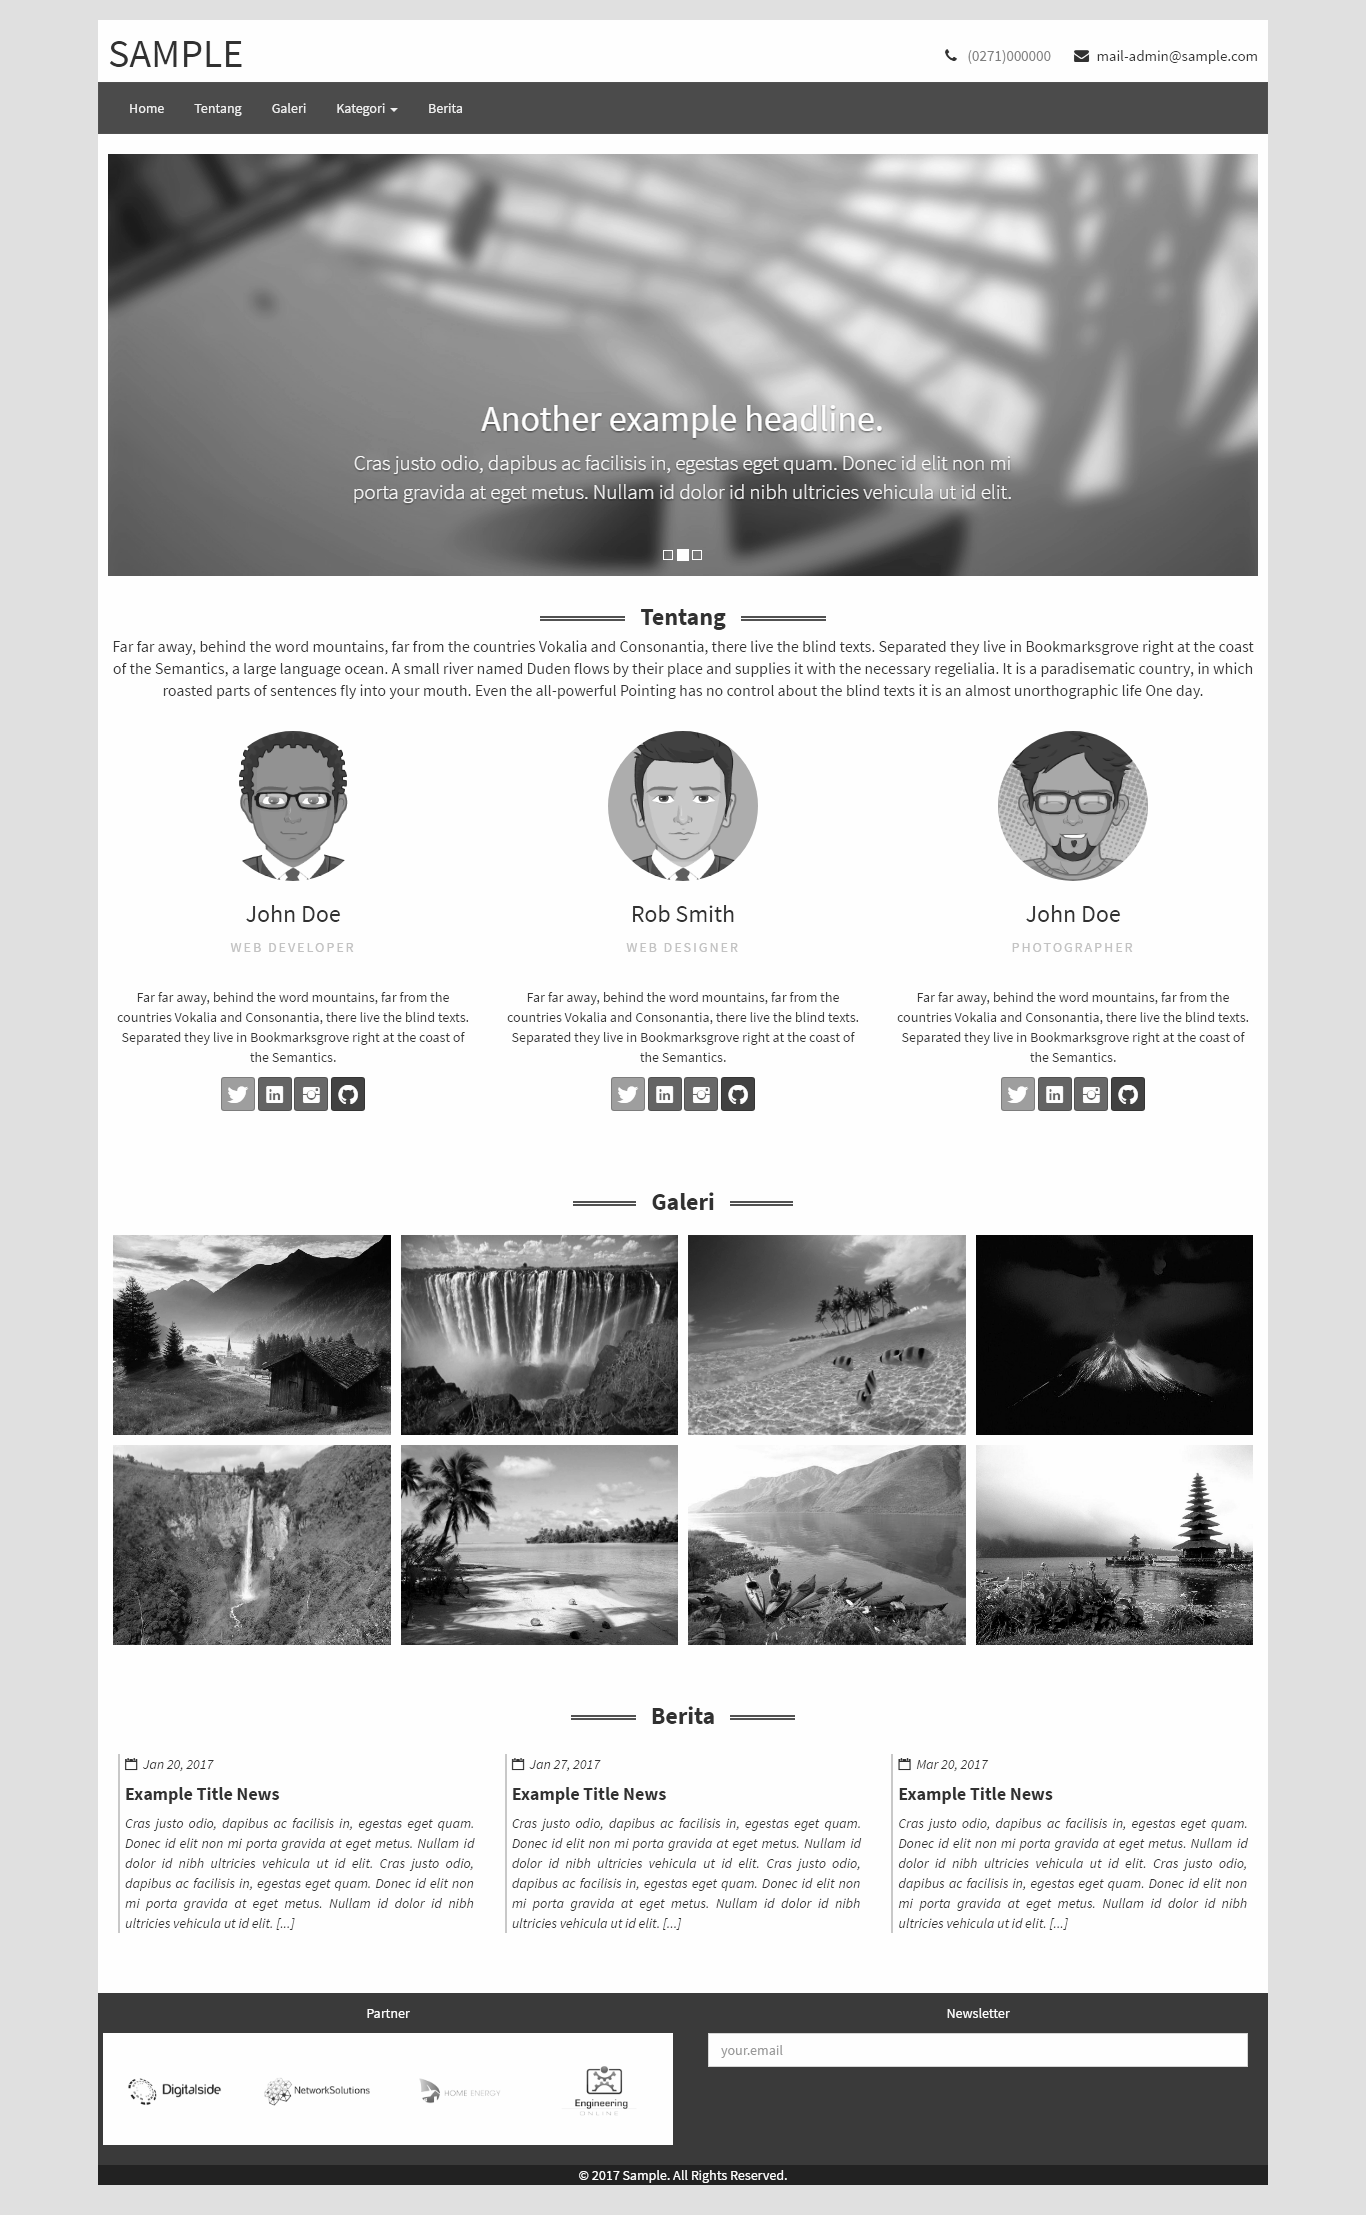 SAMPLE
(0271)000000 mail-admin@sample.com
Home Tentang Galeri Kategori Berita
Another example headline.
Cras justo odio, dapibus ac facilisis in, egestas eget quam. Donec id elit non mi
porta gravida at eget metus. Nullam id dolor id nibh ultricies vehicula ut id elit.
Tentang
Far far away, behind the word mountains, far from the countries Vokalia and Consonantia, there live the blind texts. Separated they live in Bookmarksgrove right at the coast
of the Semantics, a large language ocean. A small river named Duden flows by their place and supplies it with the necessary regelialia. It is a paradisematic country, in which
roasted parts of sentences fly into your mouth. Even the all-powerful Pointing has no control about the blind texts it is an almost unorthographic life One day.
John Doe
WEB DEVELOPER
Far far away, behind the word mountains, far from the
countries Vokalia and Consonantia, there live the blind texts.
Separated they live in Bookmarksgrove right at the coast of
the Semantics.
Rob Smith
WEB DESIGNER
Far far away, behind the word mountains, far from the
countries Vokalia and Consonantia, there live the blind texts.
Separated they live in Bookmarksgrove right at the coast of
the Semantics.
John Doe
PHOTOGRAPHER
Far far away, behind the word mountains, far from the
countries Vokalia and Consonantia, there live the blind texts.
Separated they live in Bookmarksgrove right at the coast of
the Semantics.
Galeri
Berita
Jan 20, 2017
Example Title News
Cras justo odio, dapibus ac facilisis in, egestas eget quam.
Donec id elit non mi porta gravida at eget metus. Nullam id
dolor id nibh ultricies vehicula ut id elit. Cras justo odio,
dapibus ac facilisis in, egestas eget quam. Donec id elit non
mi porta gravida at eget metus. Nullam id dolor id nibh
ultricies vehicula ut id elit. [...]
Jan 27, 2017
Example Title News
Cras justo odio, dapibus ac facilisis in, egestas eget quam.
Donec id elit non mi porta gravida at eget metus. Nullam id
dolor id nibh ultricies vehicula ut id elit. Cras justo odio,
dapibus ac facilisis in, egestas eget quam. Donec id elit non
mi porta gravida at eget metus. Nullam id dolor id nibh
ultricies vehicula ut id elit. [...]
Mar 20, 2017
Example Title News
Cras justo odio, dapibus ac facilisis in, egestas eget quam.
Donec id elit non mi porta gravida at eget metus. Nullam id
dolor id nibh ultricies vehicula ut id elit. Cras justo odio,
dapibus ac facilisis in, egestas eget quam. Donec id elit non
mi porta gravida at eget metus. Nullam id dolor id nibh
ultricies vehicula ut id elit. [...]
Partner
Digitalside
NetworkSolutions
HOME ENERGY
Engineering
ONLINE
Newsletter
your.email
© 2017 Sample. All Rights Reserved.